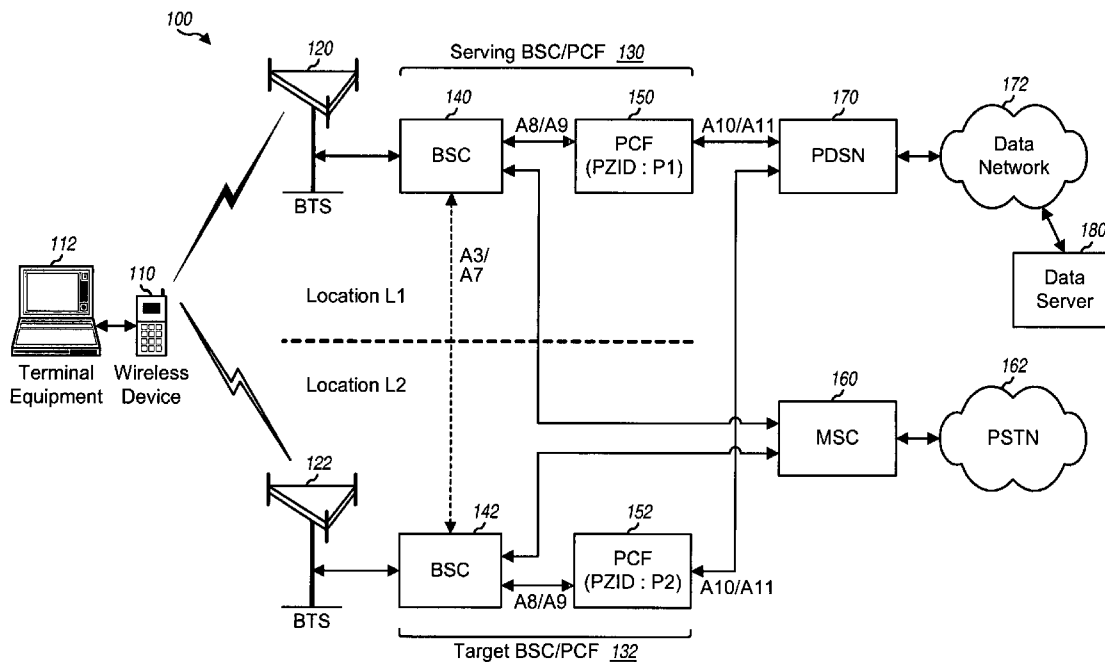 100
120
Serving BSC/PCF 130
140
BSC
A8/A9
150
PCF
(PZID : P1)
A10/A11
170
PDSN
172
Data
Network
BTS
180
Data
Server
112
110
A3/
A7
Location L1
Terminal
Equipment
Wireless
Device
Location L2
160
MSC
162
PSTN
122
142
BSC
152
PCF
(PZID : P2)
A8/A9
A10/A11
BTS
Target BSC/PCF 132